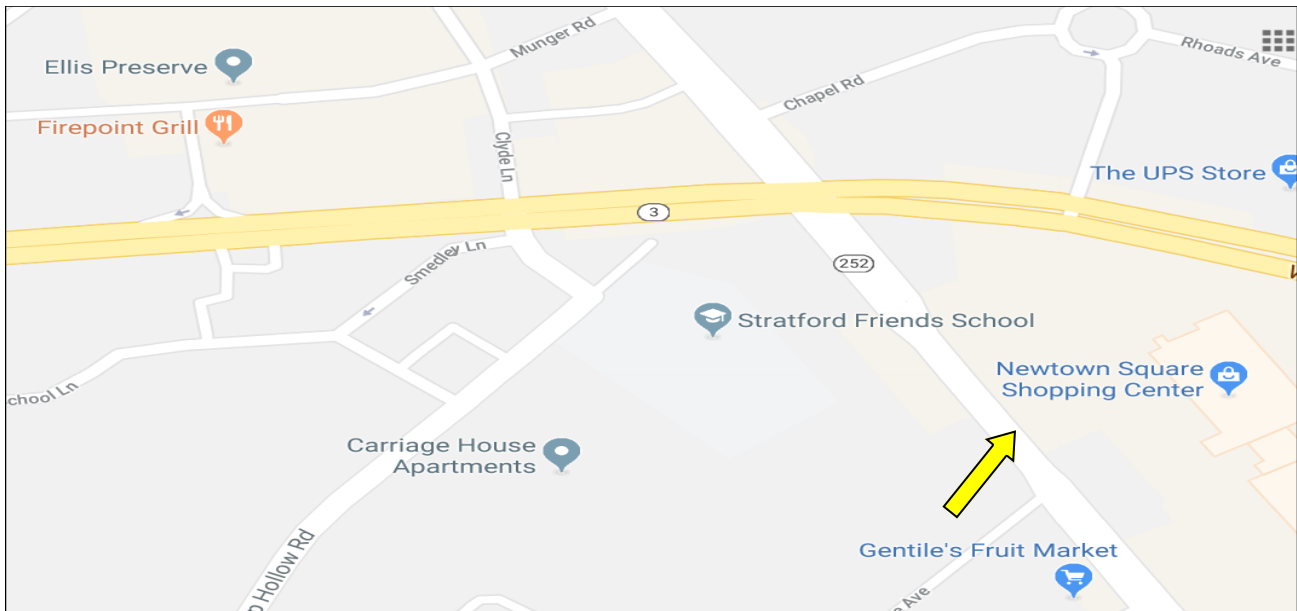 Munger Rd
Rhoads Ave
Ellis Preserve
Chapel Rd
Firepoint Grill
Clyde Ln
The UPS Store
3
Smedley Ln
252
Stratford Friends School
Newtown Square
Shopping Center
chool Ln
Carriage House
Apartments
Gentile's Fruit Market
Hollow Rd
Ave